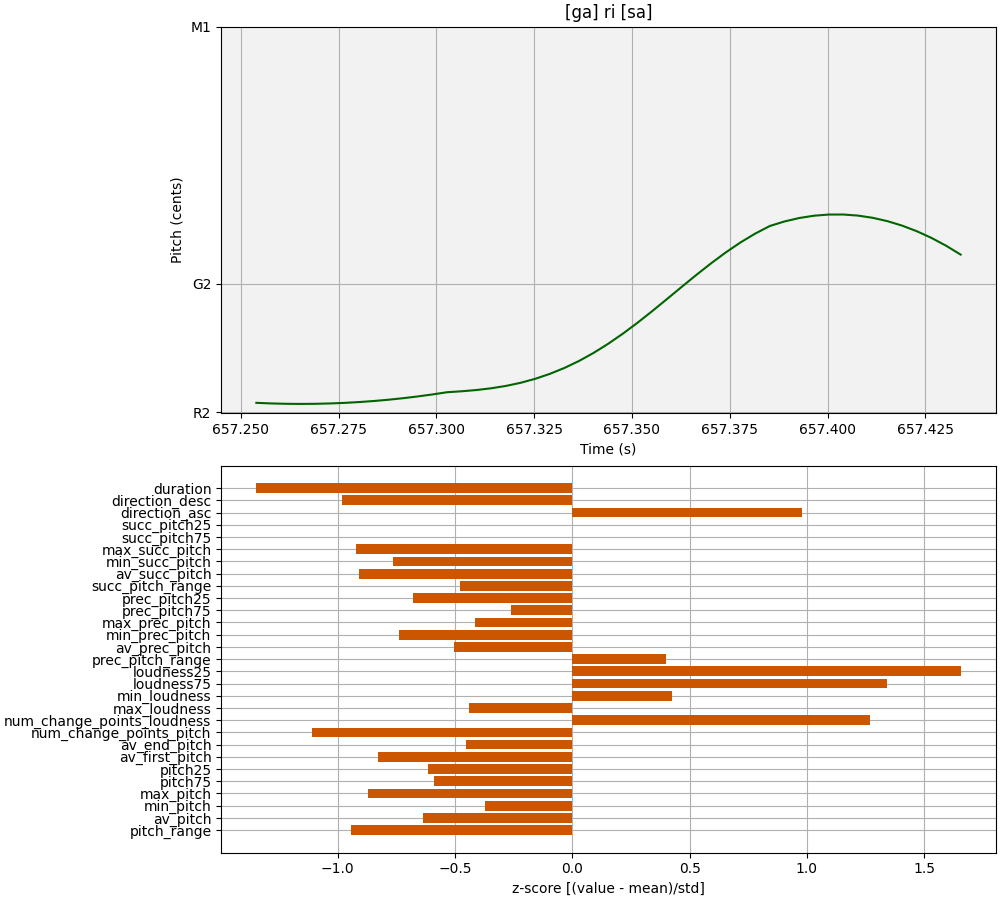 [ga] ri [sa]
M1
G2
R2
Pitch (cents)
657.250 657.275 657.300 657.325 657.350 657.375 657.400 657.425
Time (s)
duration
direction_desc
direction_asc
succ_pitch25
succ_pitch75
max_succ_pitch
min_succ_pitch
av_succ_pitch
succ_pitch_range
prec_pitch25
prec_pitch75
max_prec_pitch
min_prec_pitch
av_prec_pitch
prec_pitch_range
loudness25
loudness75
min_loudness
max_loudness
num_change_points_loudness
num_change_points_pitch
av_end_pitch
av_first_pitch
pitch25
pitch75
max_pitch
min_pitch
av_pitch
pitch_range
−1.0 −0.5 0.0 0.5 1.0 1.5
z-score [(value - mean)/std]